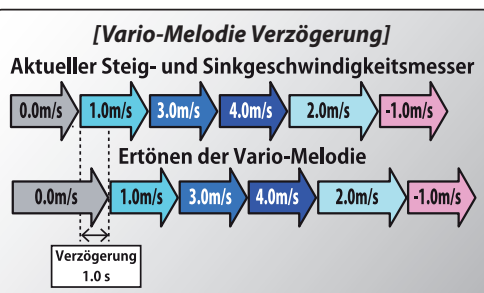 [Vario-Melodie Verzögerung]
Aktueller Steig- und Sinkgeschwindigkeitsmesser
0.0m/s 1.0m/s 3.0m/s 4.0m/s 2.0m/s -1.0m/s
Ertönen der Vario-Melodie
0.0m/s 1.0m/s 3.0m/s 4.0m/s 2.0m/s -1.0m/s
Verzögerung
1.0 s